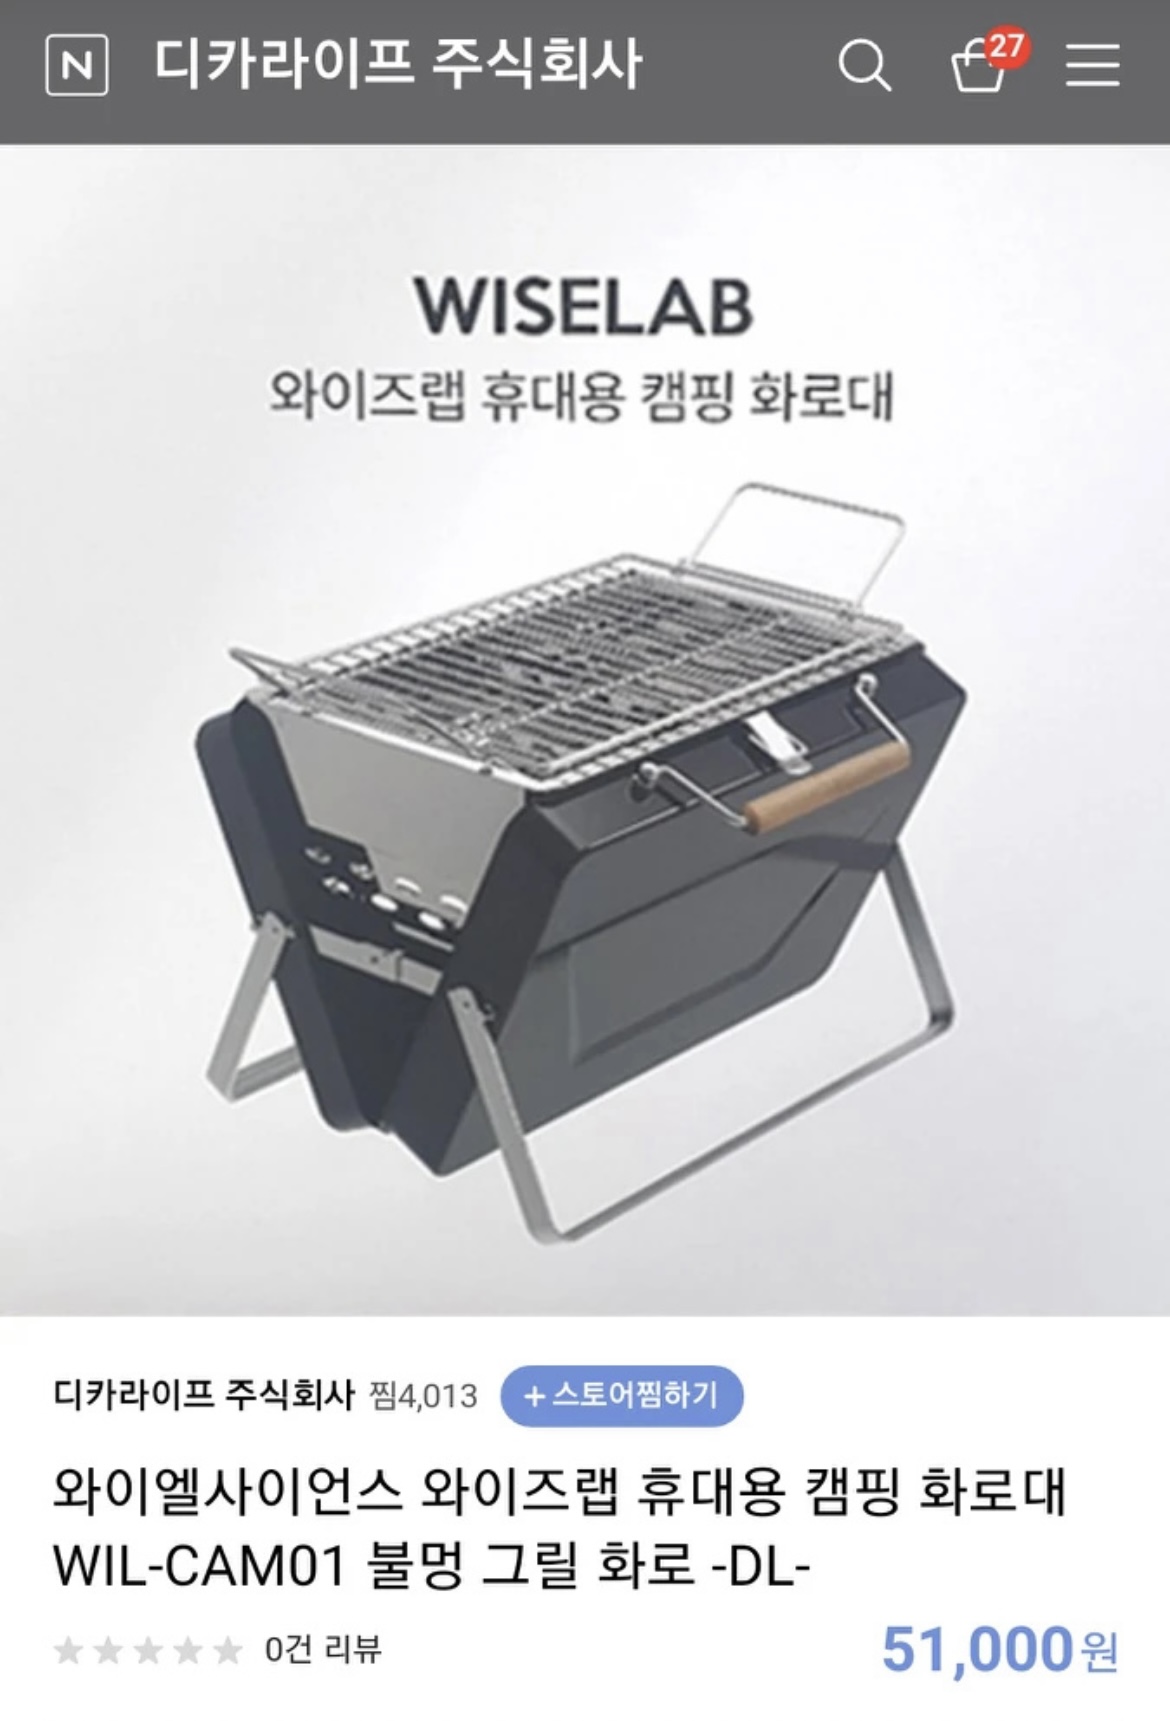 N 디카라이프 주식회사 27
WISELAB
와이즈랩 휴대용 캠핑 화로대
디카라이프 주식회사 찜4,013 + 스토어찜하기
와이엘사이언스 와이즈랩 휴대용 캠핑 화로대
WIL-CAM01 불멍 그릴 화로 -DL-
0건 리뷰 51,000원